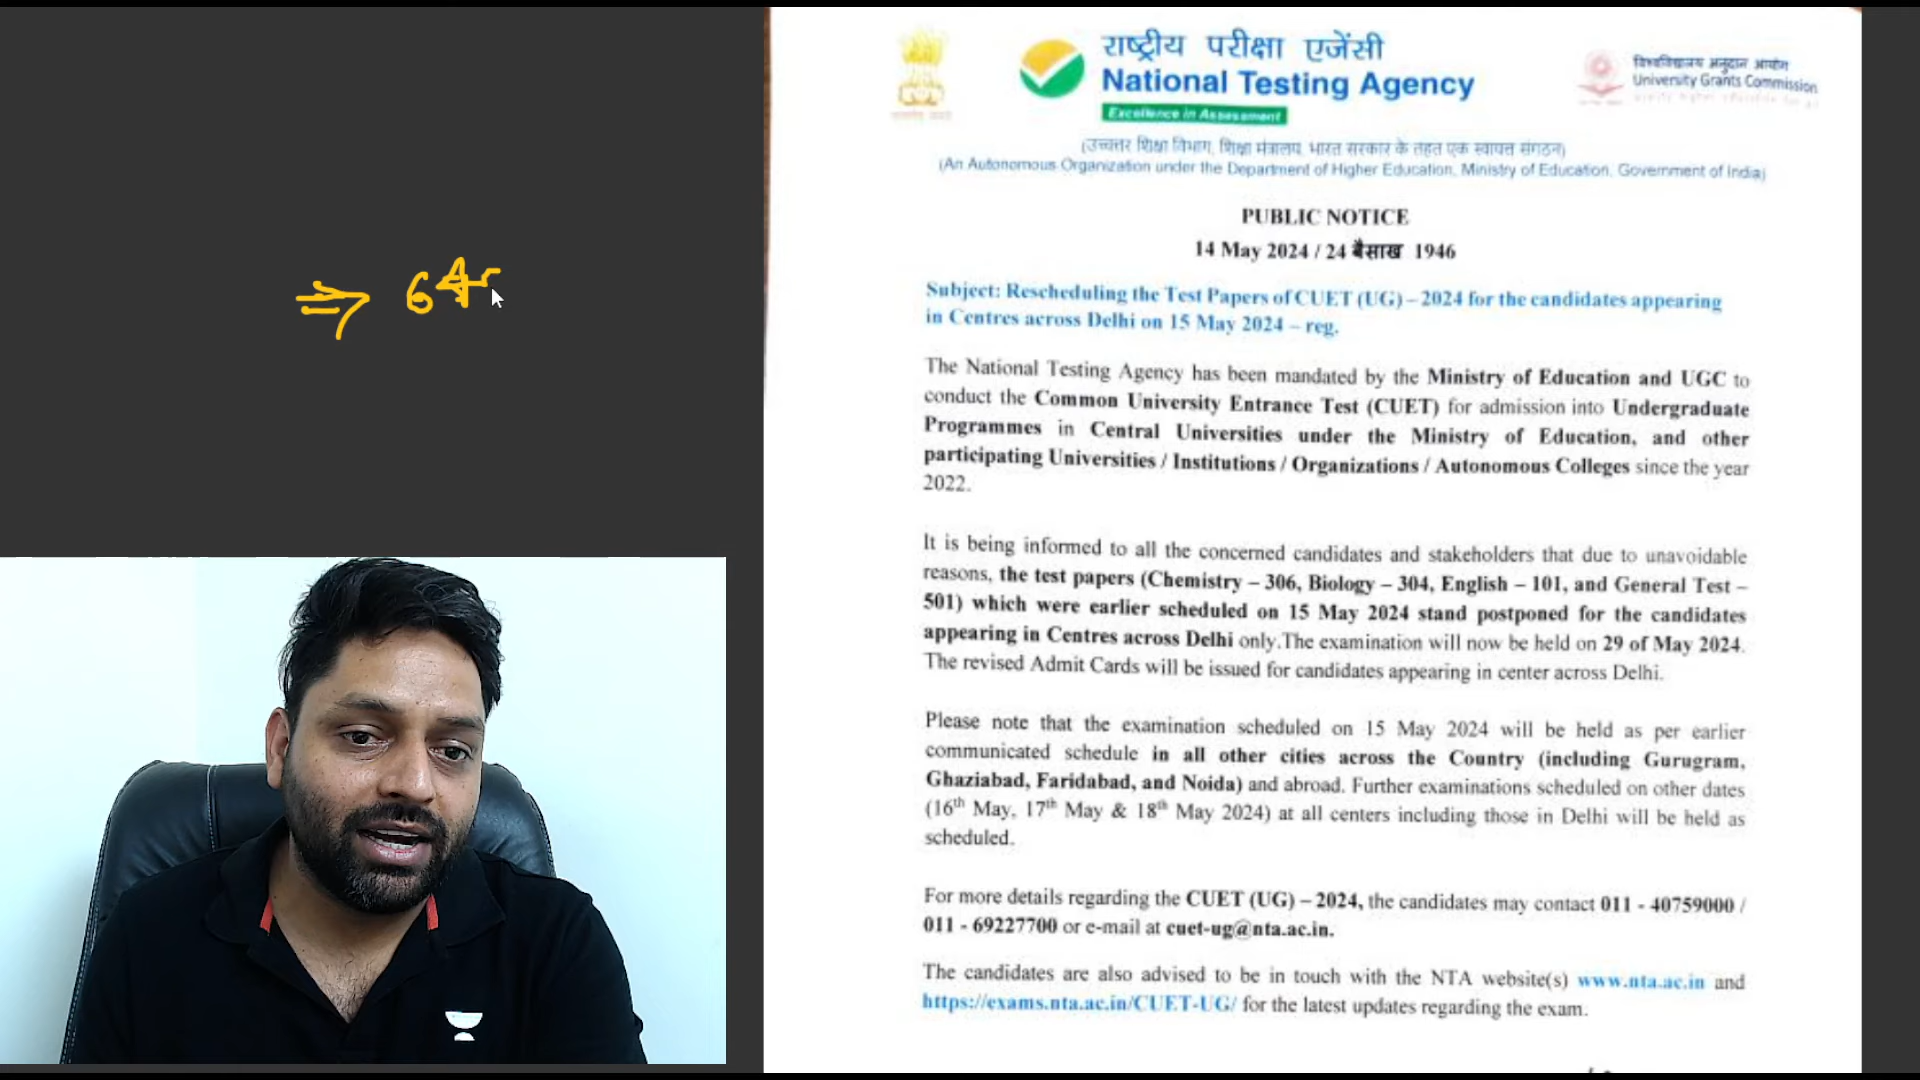 राष्ट्रीय परीक्षा एजेंसी
National Testing Agency
Excellence in Assessment
विश्वविद्यालय अनुदान आयोग
University Grants Commission
(उच्चतर शिक्षा विभाग, शिक्षा मंत्रालय, भारत सरकार के तहत एक स्वायत्त संगठन)
(An Autonomous Organization under the Department of Higher Education, Ministry of Education, Government of India)
PUBLIC NOTICE
14 May 2024 / 24 बैसाख 1946
Subject: Rescheduling the Test Papers of CUET (UG) – 2024 for the candidates appearing
in Centres across Delhi on 15 May 2024 – reg.
The National Testing Agency has been mandated by the Ministry of Education and UGC to
conduct the Common University Entrance Test (CUET) for admission into Undergraduate
Programmes in Central Universities under the Ministry of Education, and other
participating Universities / Institutions / Organizations / Autonomous Colleges since the year
2022.
It is being informed to all the concerned candidates and stakeholders that due to unavoidable
reasons, the test papers (Chemistry – 306, Biology – 304, English – 101, and General Test –
501) which were earlier scheduled on 15 May 2024 stand postponed for the candidates
appearing in Centres across Delhi only.The examination will now be held on 29 of May 2024.
The revised Admit Cards will be issued for candidates appearing in center across Delhi.
Please note that the examination scheduled on 15 May 2024 will be held as per earlier
communicated schedule in all other cities across the Country (including Gurugram,
Ghaziabad, Faridabad, and Noida) and abroad. Further examinations scheduled on other dates
(16th May, 17th May & 18th May 2024) at all centers including those in Delhi will be held as
scheduled.
For more details regarding the CUET (UG) – 2024, the candidates may contact 011 - 40759000 /
011 - 69227700 or e-mail at cuet-ug@nta.ac.in.
The candidates are also advised to be in touch with the NTA website(s) www.nta.ac.in and
https://exams.nta.ac.in/CUET-UG/ for the latest updates regarding the exam.